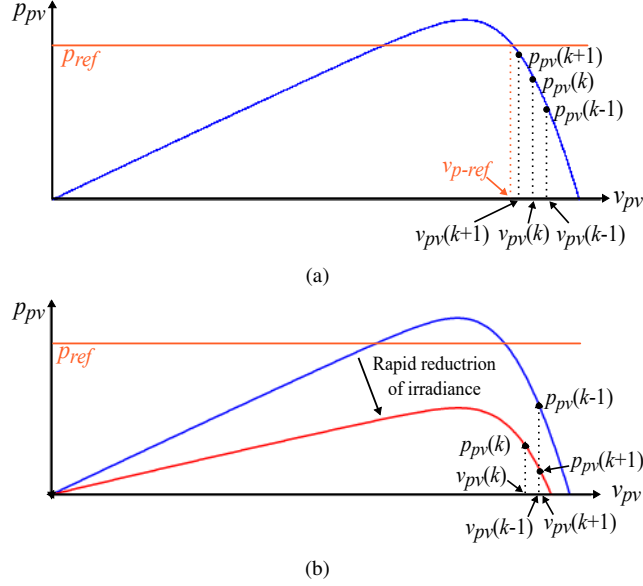 p_pv
p_ref
p_pv(k+1)
p_pv(k)
p_pv(k-1)
v_p-ref
v_pv
v_pv(k+1)
v_pv(k)
v_pv(k-1)
(a)
p_pv
p_ref
Rapid reductrion
of irradiance
p_pv(k-1)
p_pv(k)
p_pv(k+1)
v_pv(k)
v_pv
v_pv(k-1)
v_pv(k+1)
(b)